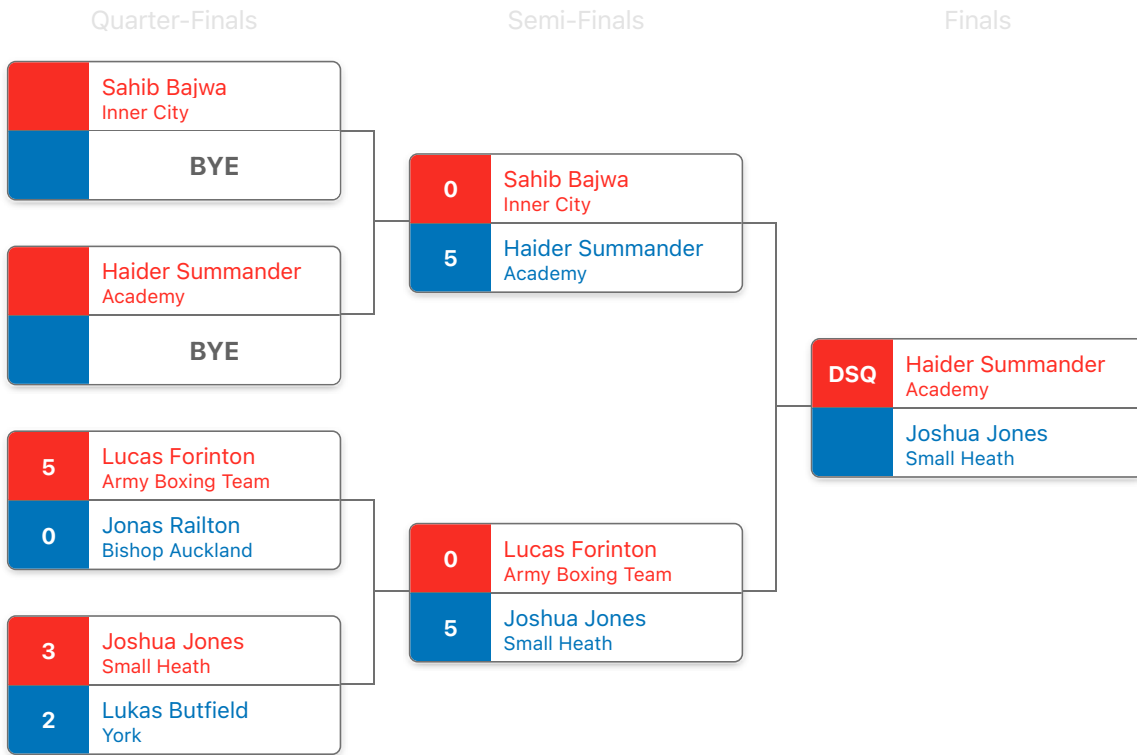 Quarter-Finals
Semi-Finals
Finals
Sahib Bajwa
Inner City
BYE
Haider Summander
Academy
BYE
5
Lucas Forinton
Army Boxing Team
0
Jonas Railton
Bishop Auckland
3
Joshua Jones
Small Heath
2
Lukas Butfield
York
0
Sahib Bajwa
Inner City
5
Haider Summander
Academy
0
Lucas Forinton
Army Boxing Team
5
Joshua Jones
Small Heath
DSQ
Haider Summander
Academy
Joshua Jones
Small Heath